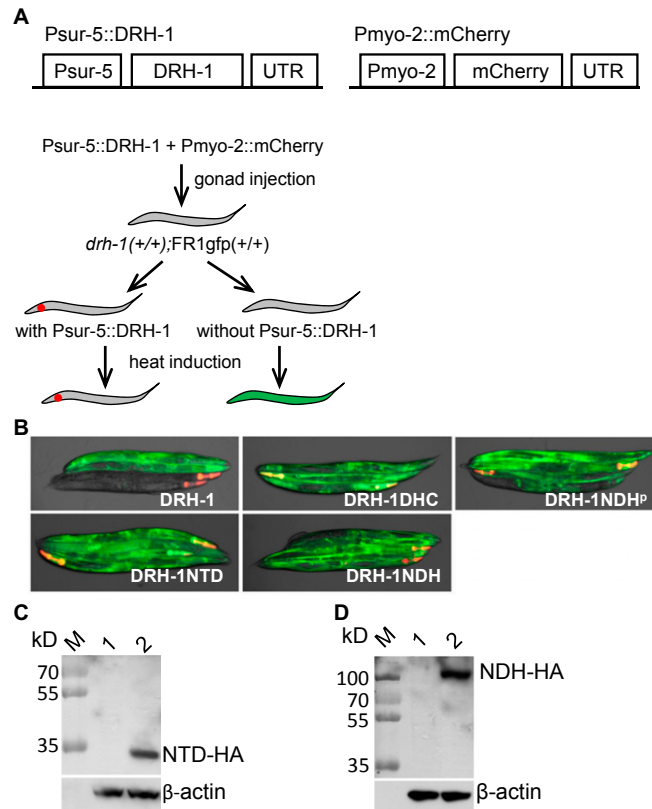 A
Psur-5::DRH-1 Pmyo-2::mCherry
Psur-5 DRH-1 UTR Pmyo-2 mCherry UTR
Psur-5::DRH-1 + Pmyo-2::mCherry
gonad injection
drh-1(+/+);FR1gfp(+/+)
with Psur-5::DRH-1 without Psur-5::DRH-1
heat induction
B
DRH-1 DRH-1DHC DRH-1NDHᵖ
DRH-1NTD DRH-1NDH
C
kD M 1 2
70
55
35
NTD-HA
β-actin
D
kD M 1 2
100
70
55
35
NDH-HA
β-actin